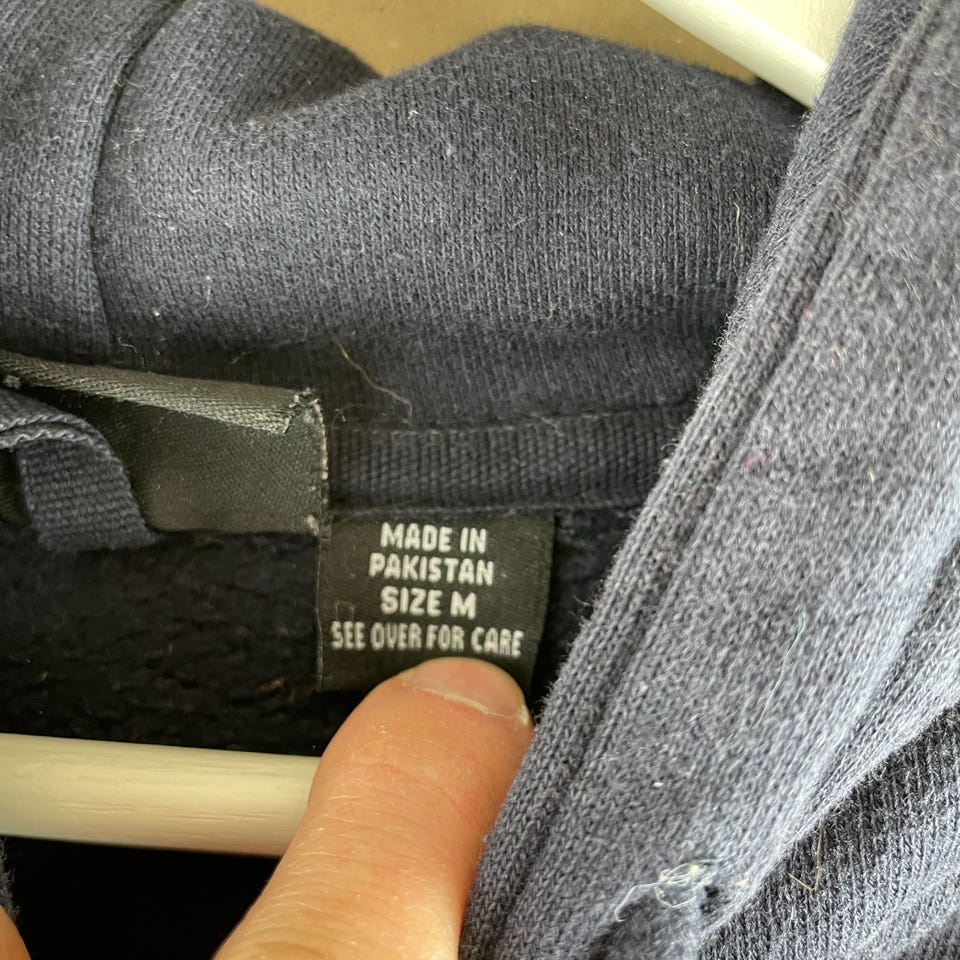 MADE IN
PAKISTAN
SIZE M
SEE OVER FOR CARE